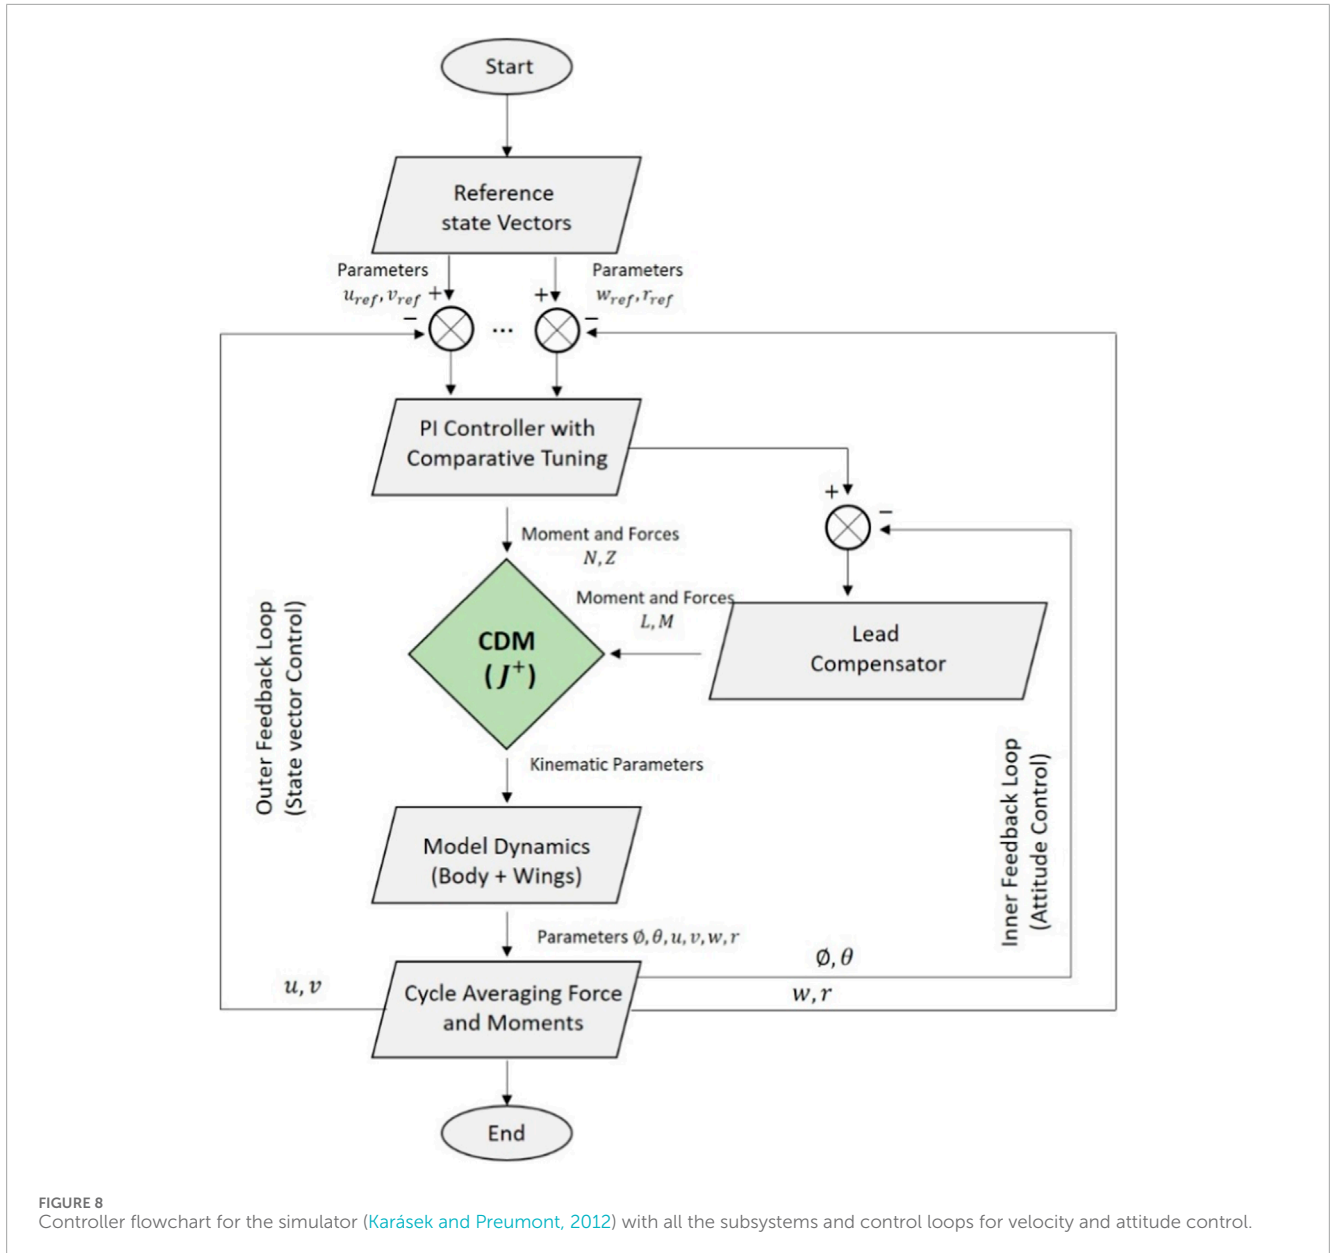 Start
Reference
state Vectors
Parameters
u_ref, v_ref
+
−
Parameters
w_ref, r_ref
+
−
...
PI Controller with
Comparative Tuning
+
−
Moment and Forces
N, Z
Moment and Forces
L, M
CDM
(J⁺)
Lead
Compensator
Outer Feedback Loop
(State vector Control)
Inner Feedback Loop
(Attitude Control)
Kinematic Parameters
Model Dynamics
(Body + Wings)
Parameters ∅, θ, u, v, w, r
∅, θ
u, v
w, r
Cycle Averaging Force
and Moments
End
FIGURE 8
Controller flowchart for the simulator (Karásek and Preumont, 2012) with all the subsystems and control loops for velocity and attitude control.